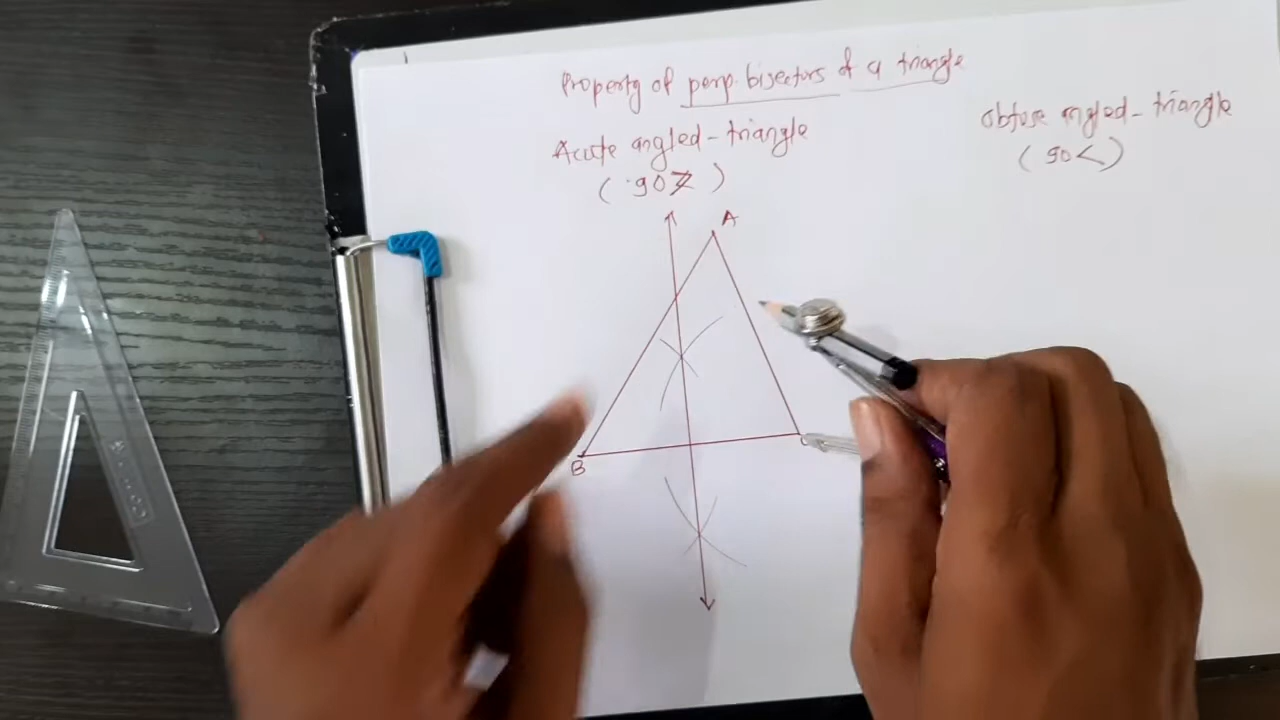 Property of perp. bisectors of a triangle
Acute angled-triangle
(90>)
Obtuse angled-triangle
(90<)
A
B
C